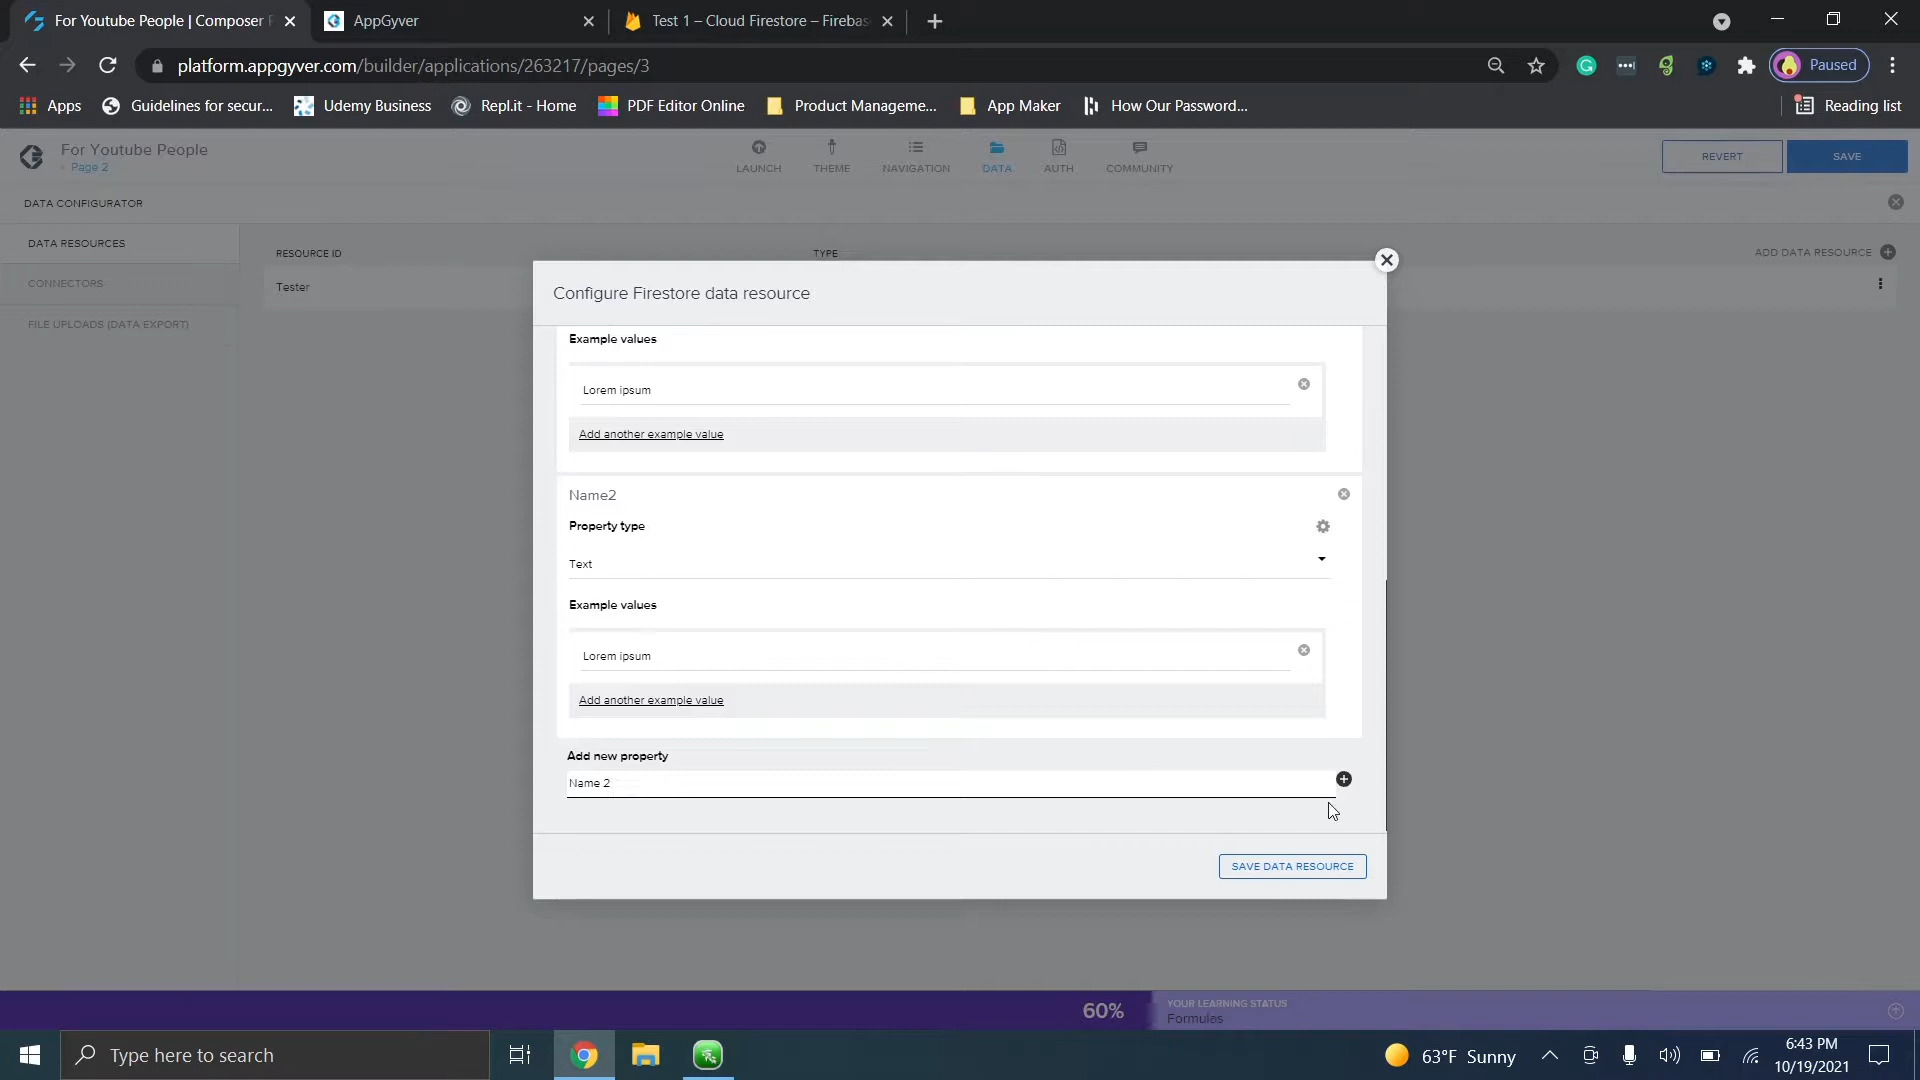 For Youtube People | Composer P
AppGyver
Test 1 – Cloud Firestore – Firebas
platform.appgyver.com/builder/applications/263217/pages/3
Paused
Apps
Guidelines for secur...
Udemy Business
Repl.it - Home
PDF Editor Online
Product Manageme...
App Maker
How Our Password...
Reading list
For Youtube People
Page 2
LAUNCH
THEME
NAVIGATION
DATA
AUTH
COMMUNITY
REVERT
SAVE
DATA CONFIGURATOR
DATA RESOURCES
CONNECTORS
FILE UPLOADS (DATA EXPORT)
RESOURCE ID
TYPE
ADD DATA RESOURCE
Tester
Configure Firestore data resource
Example values
Lorem ipsum
Add another example value
Name2
Property type
Text
Example values
Lorem ipsum
Add another example value
Add new property
Name 2
SAVE DATA RESOURCE
60%
YOUR LEARNING STATUS
Formulas
Type here to search
63°F Sunny
6:43 PM
10/19/2021